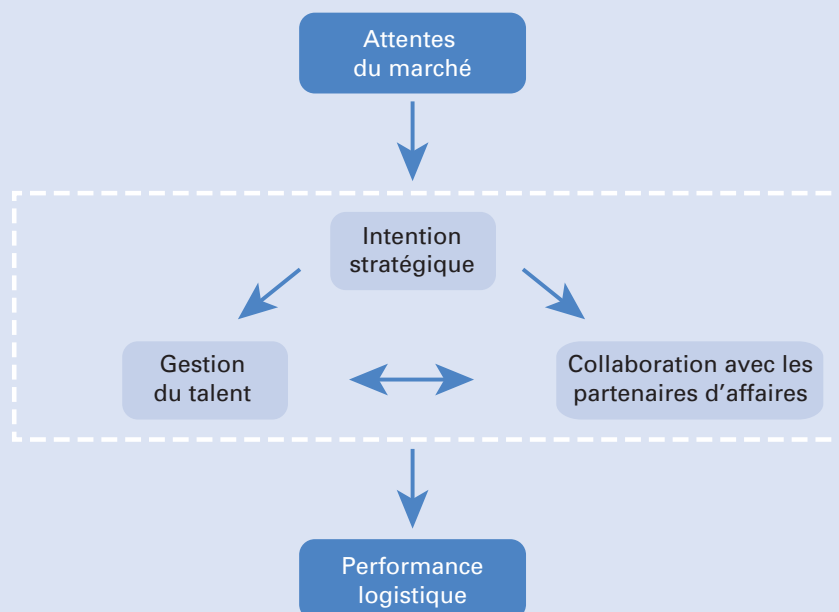 Attentes
du marché
Intention
stratégique
Gestion
du talent
Collaboration avec les
partenaires d’affaires
Performance
logistique